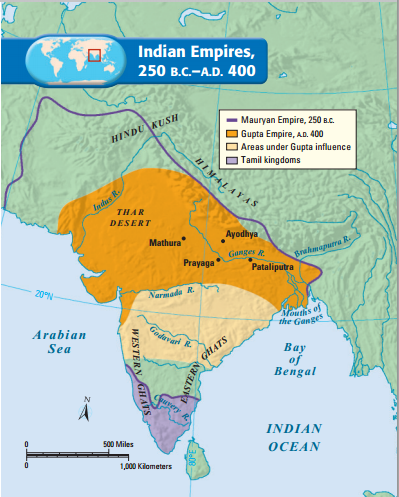 Indian Empires,
250 B.C.–A.D. 400
Mauryan Empire, 250 B.C.
Gupta Empire, A.D. 400
Areas under Gupta influence
Tamil kingdoms
HINDU KUSH
HIMALAYAS
Indus R.
THAR
DESERT
Mathura
Ayodhya
Ganges R.
Brahmaputra R.
Prayaga
Pataliputra
Narmada R.
Mouths of
the Ganges
20°N
Godavari R.
Arabian
Sea
WESTERN GHATS
EASTERN GHATS
Bay
of
Bengal
Cauvery R.
N
INDIAN
OCEAN
0 500 Miles
0 1,000 Kilometers
80°E